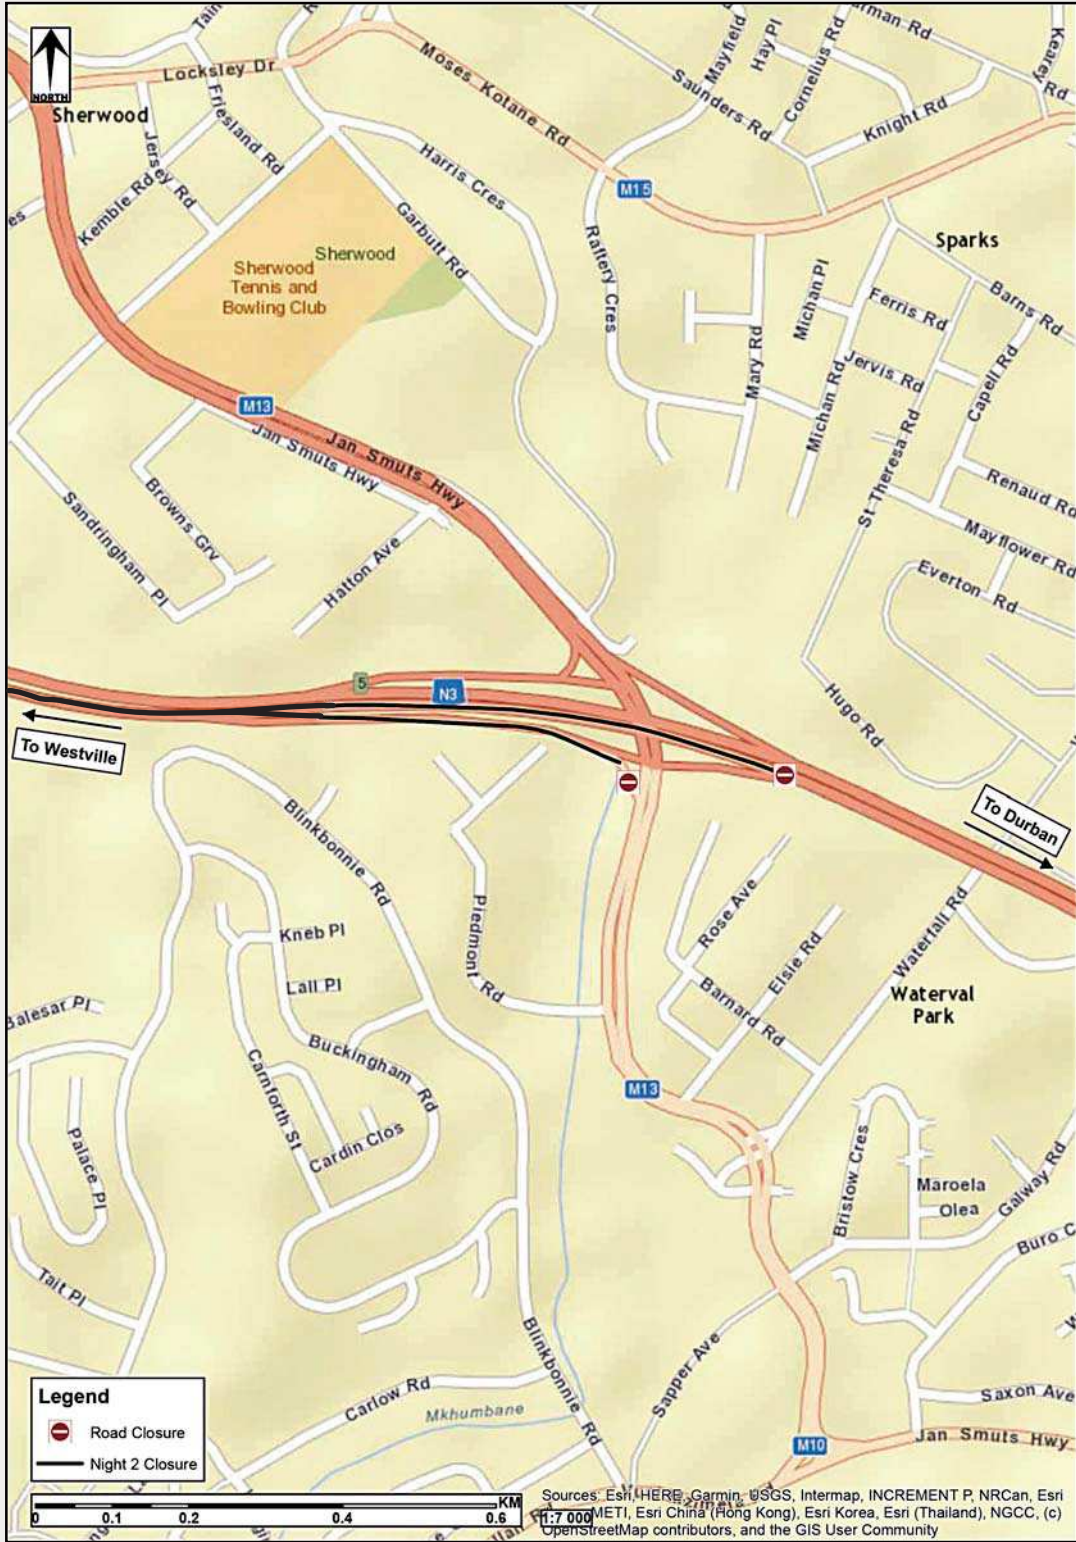 NORTH
Sherwood
Locksley Dr
Friesland Rd
Jersey Rd
Kemble Rd
Moses Kotane Rd
Harris Cres
Garbutt Rd
Sherwood
Sherwood
Tennis and
Bowling Club
M15
Mayfield
Hay Pl
Cornelius Rd
Saunders Rd
Knight Rd
Kearey
Rd
Raftery Cres
Sparks
Michan Pl
Ferris Rd
Barns Rd
Mary Rd
Jervis Rd
Michan Rd
Capell Rd
St Theresa Rd
Renaud Rd
Mayflower Rd
Everton Rd
Hugo Rd
M13
Jan Smuts Hwy
Jan Smuts Hwy
Browns Grv
Sandringham Pl
Hatton Ave
5
N3
To Westville
To Durban
Blinkbonnie Rd
Piedmont Rd
Kneb Pl
Lall Pl
Balesar Pl
Buckingham Rd
Carnforth St
Cardin Clos
Palace Pl
Tait Pl
Rose Ave
Elsie Rd
Barnard Rd
Waterfall Rd
Waterval
Park
M13
Bristow Cres
Maroela
Olea
Galway Rd
Buro C
Sapper Ave
Blinkbonnie Rd
Carlow Rd
Mkhumbane
Saxon Ave
Jan Smuts Hwy
M10
Legend
Road Closure
Night 2 Closure
KM
0 0.1 0.2 0.4 0.6
1:7 000
Sources: Esri, HERE, Garmin, USGS, Intermap, INCREMENT P, NRCan, Esri
METI, Esri China (Hong Kong), Esri Korea, Esri (Thailand), NGCC, (c)
OpenStreetMap contributors, and the GIS User Community